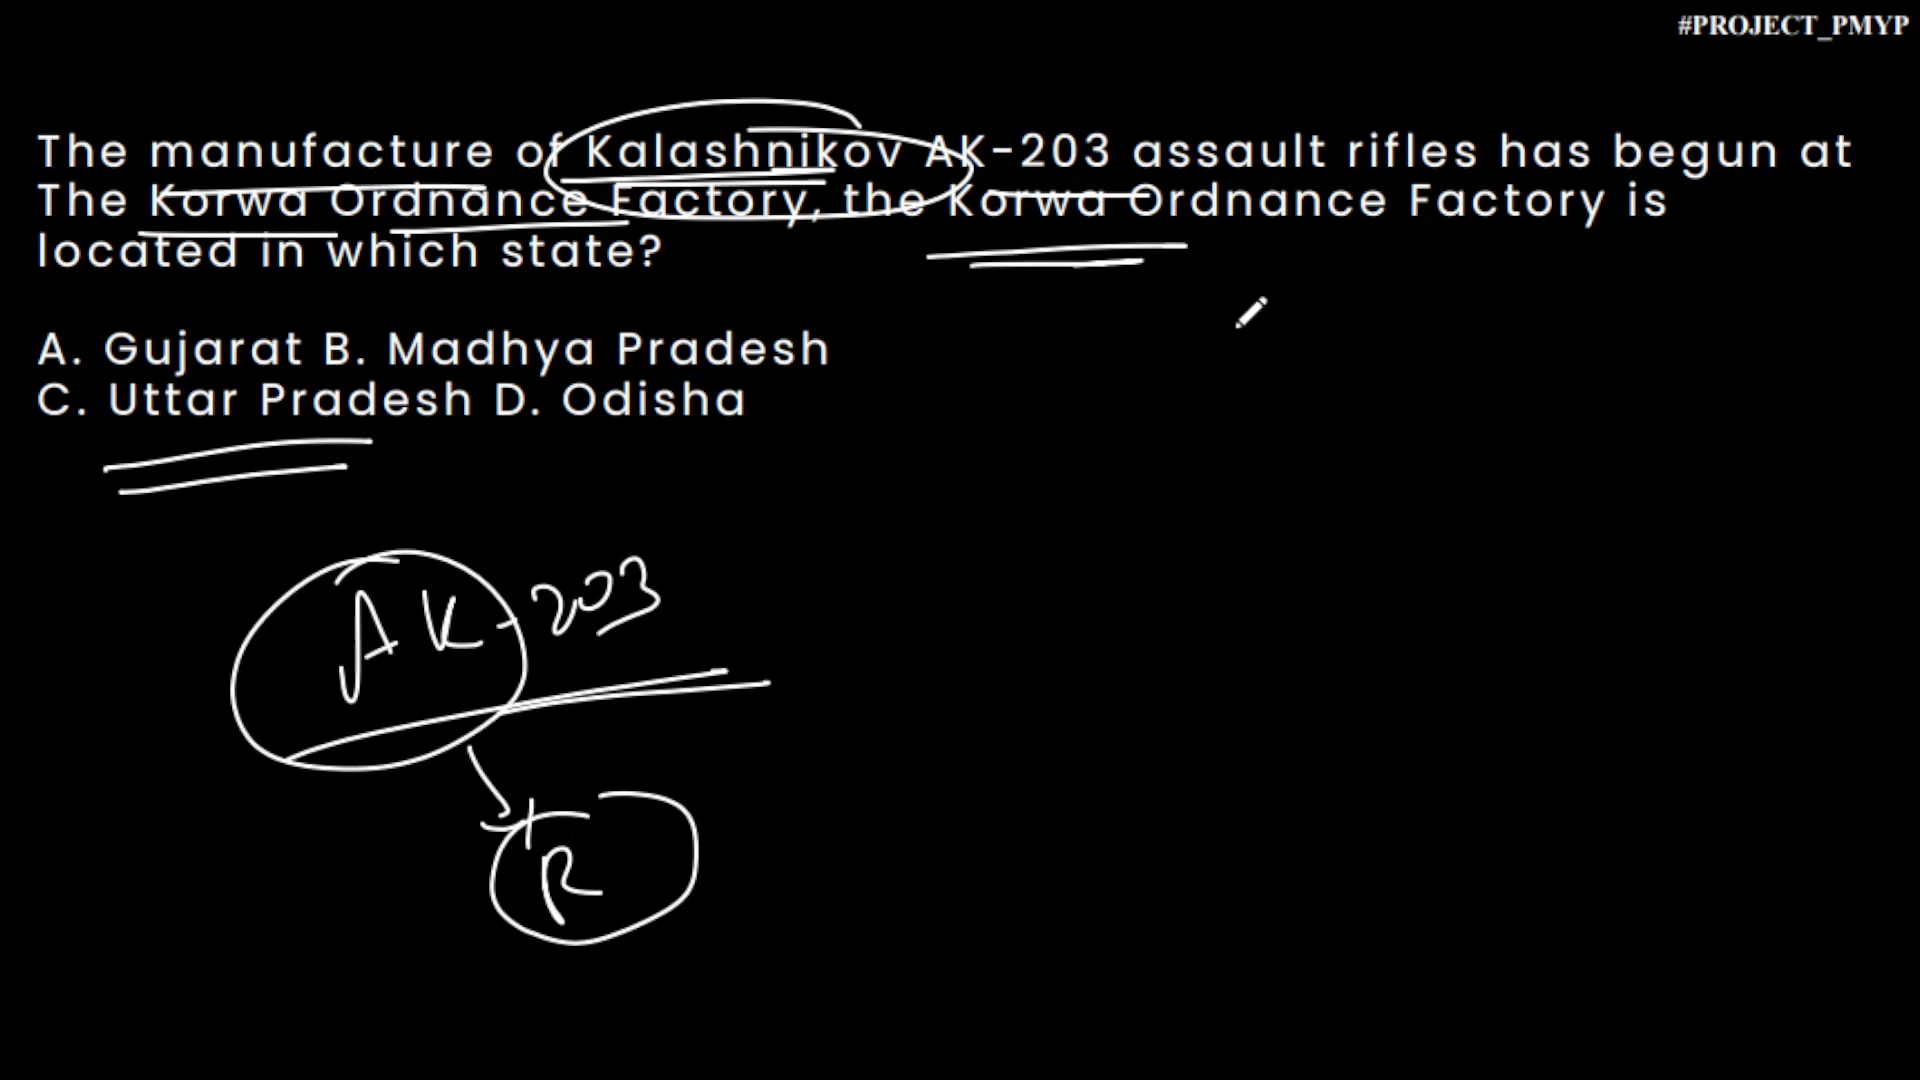 #PROJECT_PMYP
The manufacture of Kalashnikov AK-203 assault rifles has begun at
The Korwa Ordnance Factory, the Korwa Ordnance Factory is
located in which state?
A. Gujarat B. Madhya Pradesh
C. Uttar Pradesh D. Odisha
AK-203
R